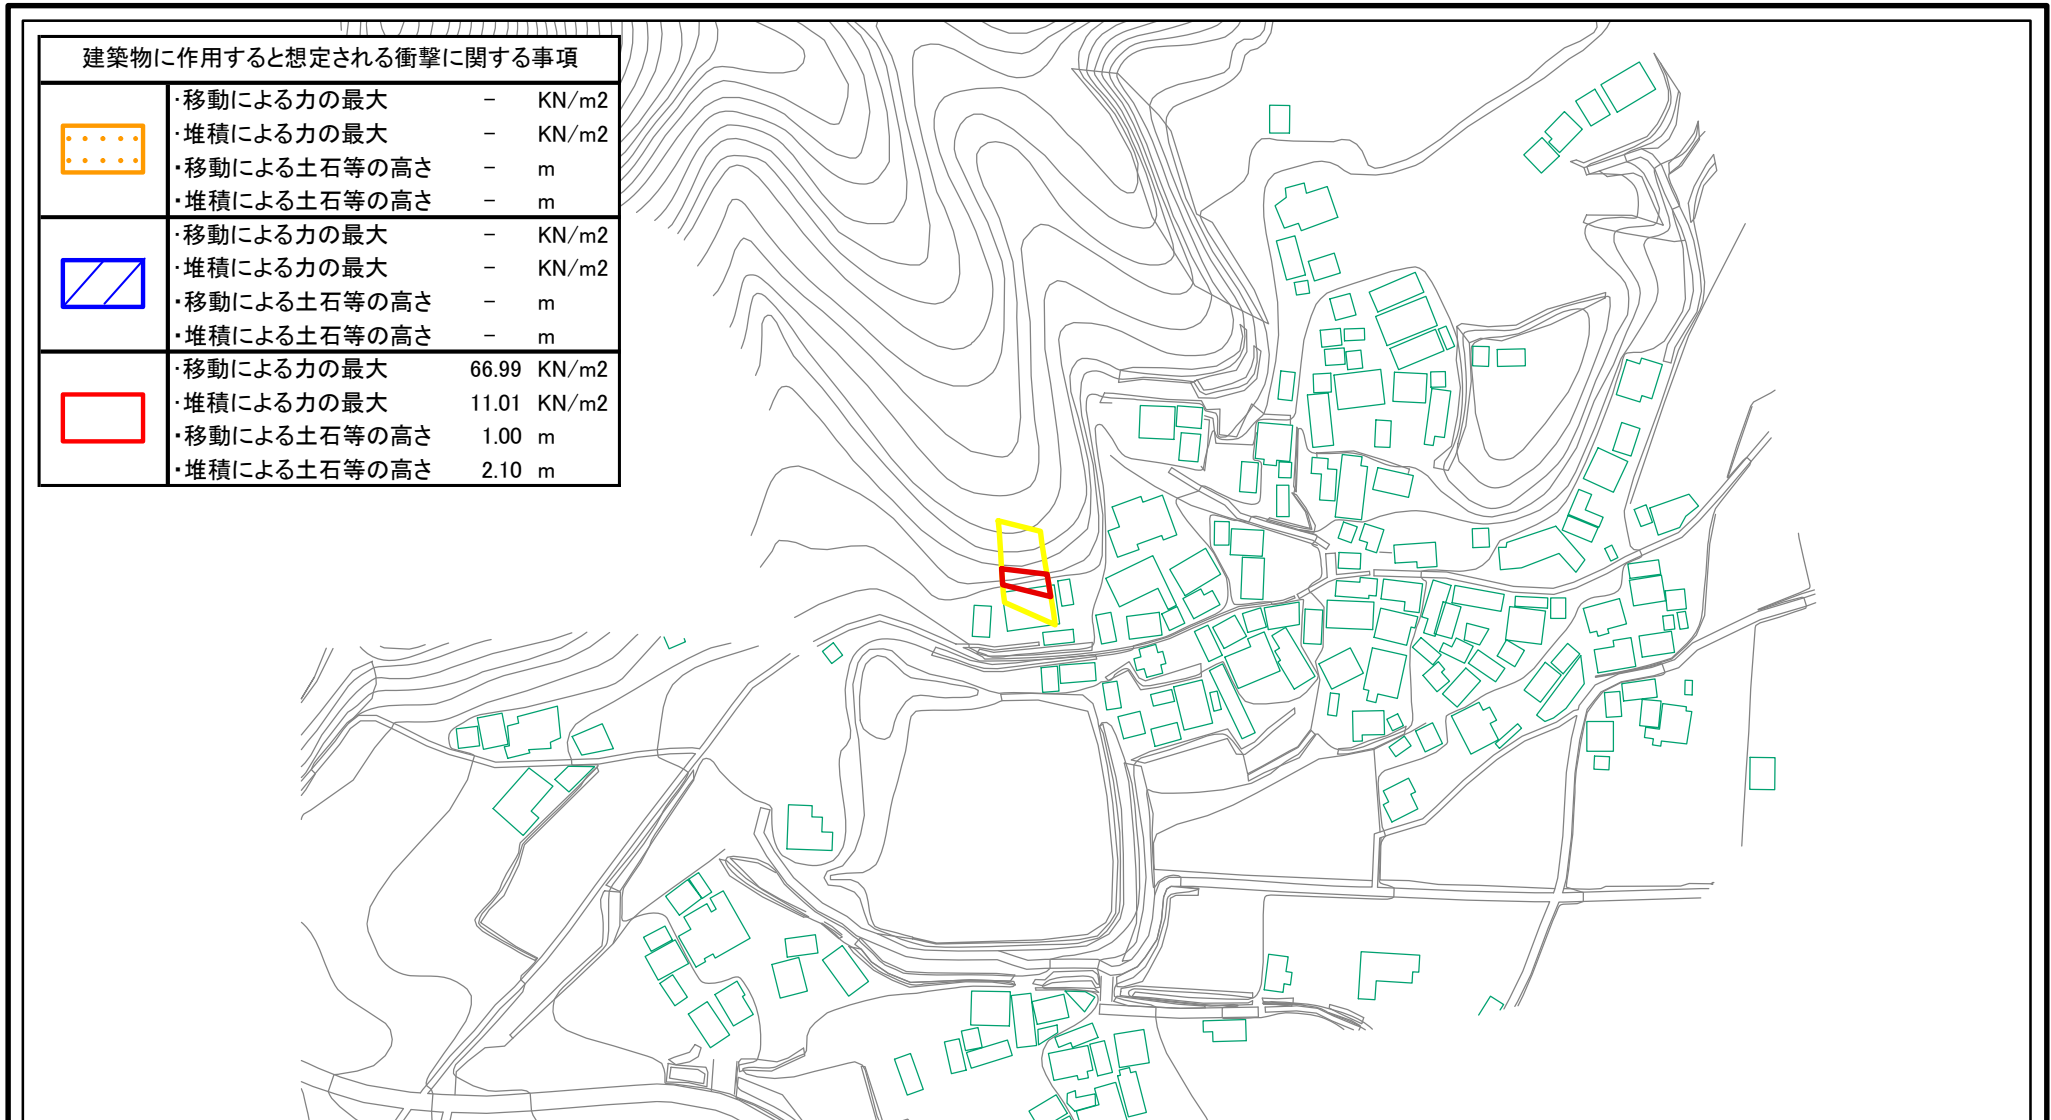 建築物に作用すると想定される衝撃に関する事項
・移動による力の最大 － KN/m2
・堆積による力の最大 － KN/m2
・移動による土石等の高さ － m
・堆積による土石等の高さ － m
・移動による力の最大 － KN/m2
・堆積による力の最大 － KN/m2
・移動による土石等の高さ － m
・堆積による土石等の高さ － m
・移動による力の最大 66.99 KN/m2
・堆積による力の最大 11.01 KN/m2
・移動による土石等の高さ 1.00 m
・堆積による土石等の高さ 2.10 m